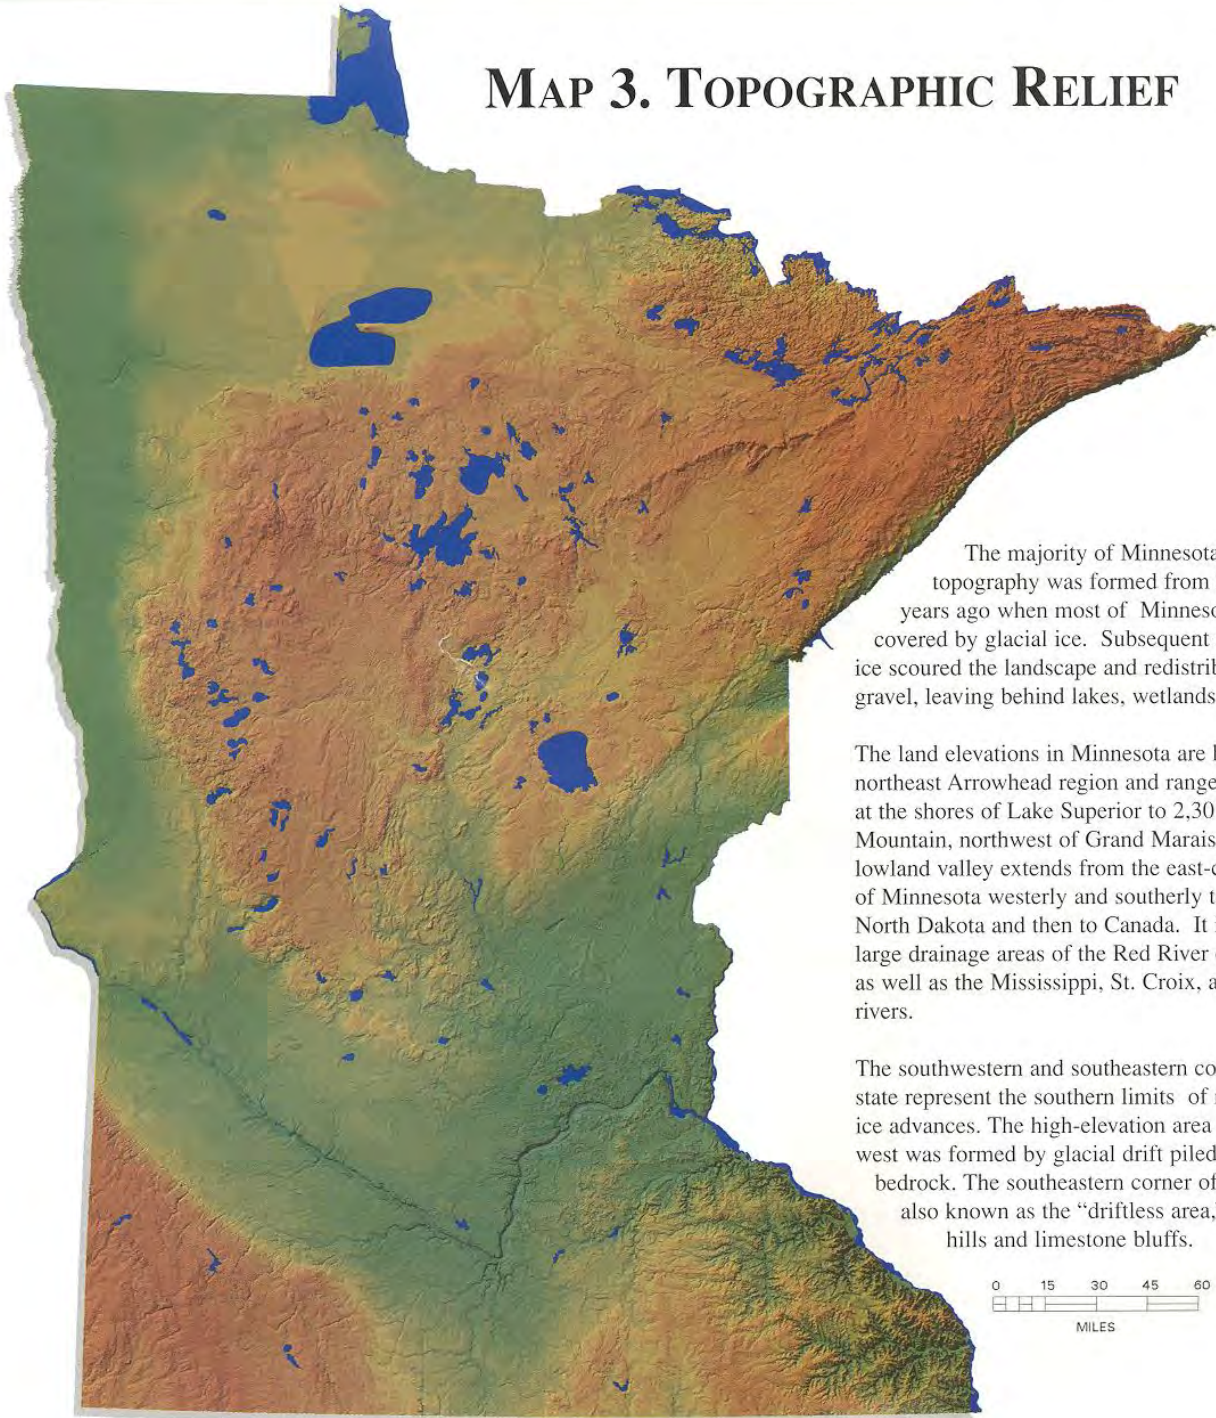 MAP 3. TOPOGRAPHIC RELIEF
The majority of Minnesota
topography was formed from
years ago when most of Minneso
covered by glacial ice. Subsequent
ice scoured the landscape and redistrib
gravel, leaving behind lakes, wetlands
The land elevations in Minnesota are
northeast Arrowhead region and range
at the shores of Lake Superior to 2,30
Mountain, northwest of Grand Marais
lowland valley extends from the east-c
of Minnesota westerly and southerly t
North Dakota and then to Canada. It
large drainage areas of the Red River
as well as the Mississippi, St. Croix, a
rivers.
The southwestern and southeastern co
state represent the southern limits of
ice advances. The high-elevation area
west was formed by glacial drift piled
bedrock. The southeastern corner of
also known as the “driftless area,”
hills and limestone bluffs.
0 15 30 45 60
MILES